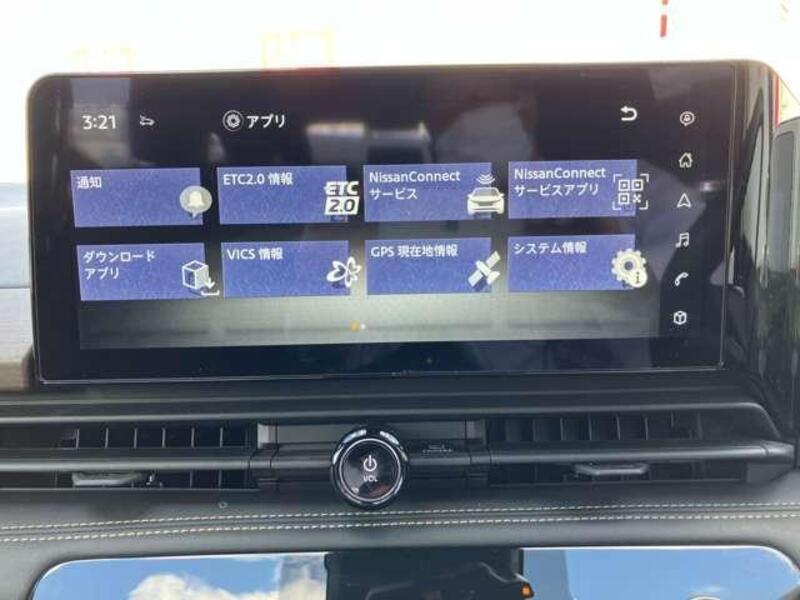 3:21
アプリ
通知
ETC2.0 情報
ETC
2.0
NissanConnect
サービス
NissanConnect
サービスアプリ
ダウンロード
アプリ
VICS 情報
GPS 現在地情報
システム情報
VOL